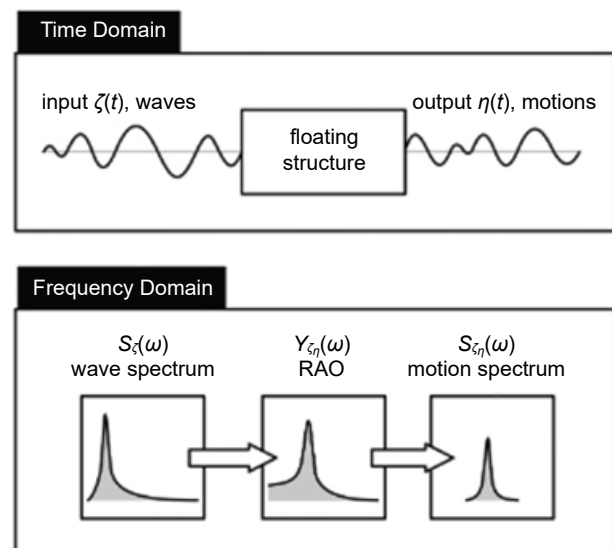 Time Domain
input ζ(t), waves
output η(t), motions
floating
structure
Frequency Domain
Sζ(ω)
wave spectrum
Yζη(ω)
RAO
Sζη(ω)
motion spectrum